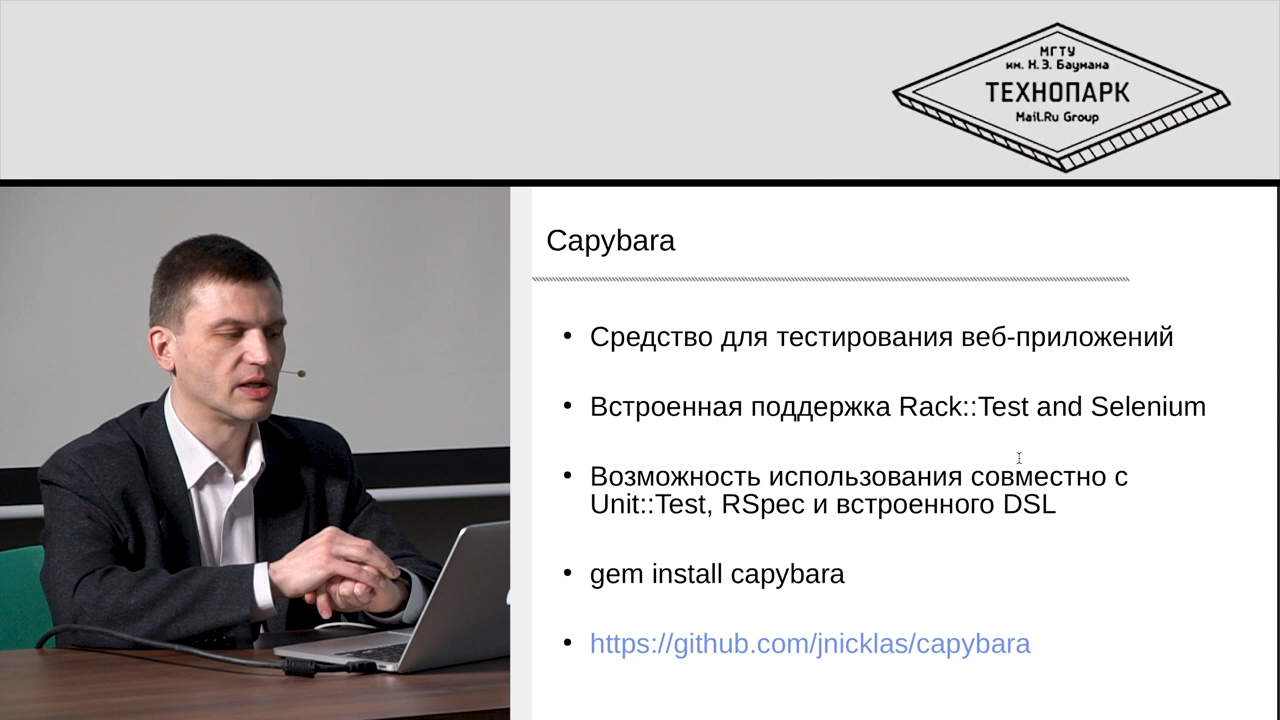 МГТУ
им. Н.Э. Баумана
ТЕХНОПАРК
Mail.Ru Group
Capybara
Средство для тестирования веб-приложений
Встроенная поддержка Rack::Test and Selenium
Возможность использования совместно с
Unit::Test, RSpec и встроенного DSL
gem install capybara
https://github.com/jnicklas/capybara